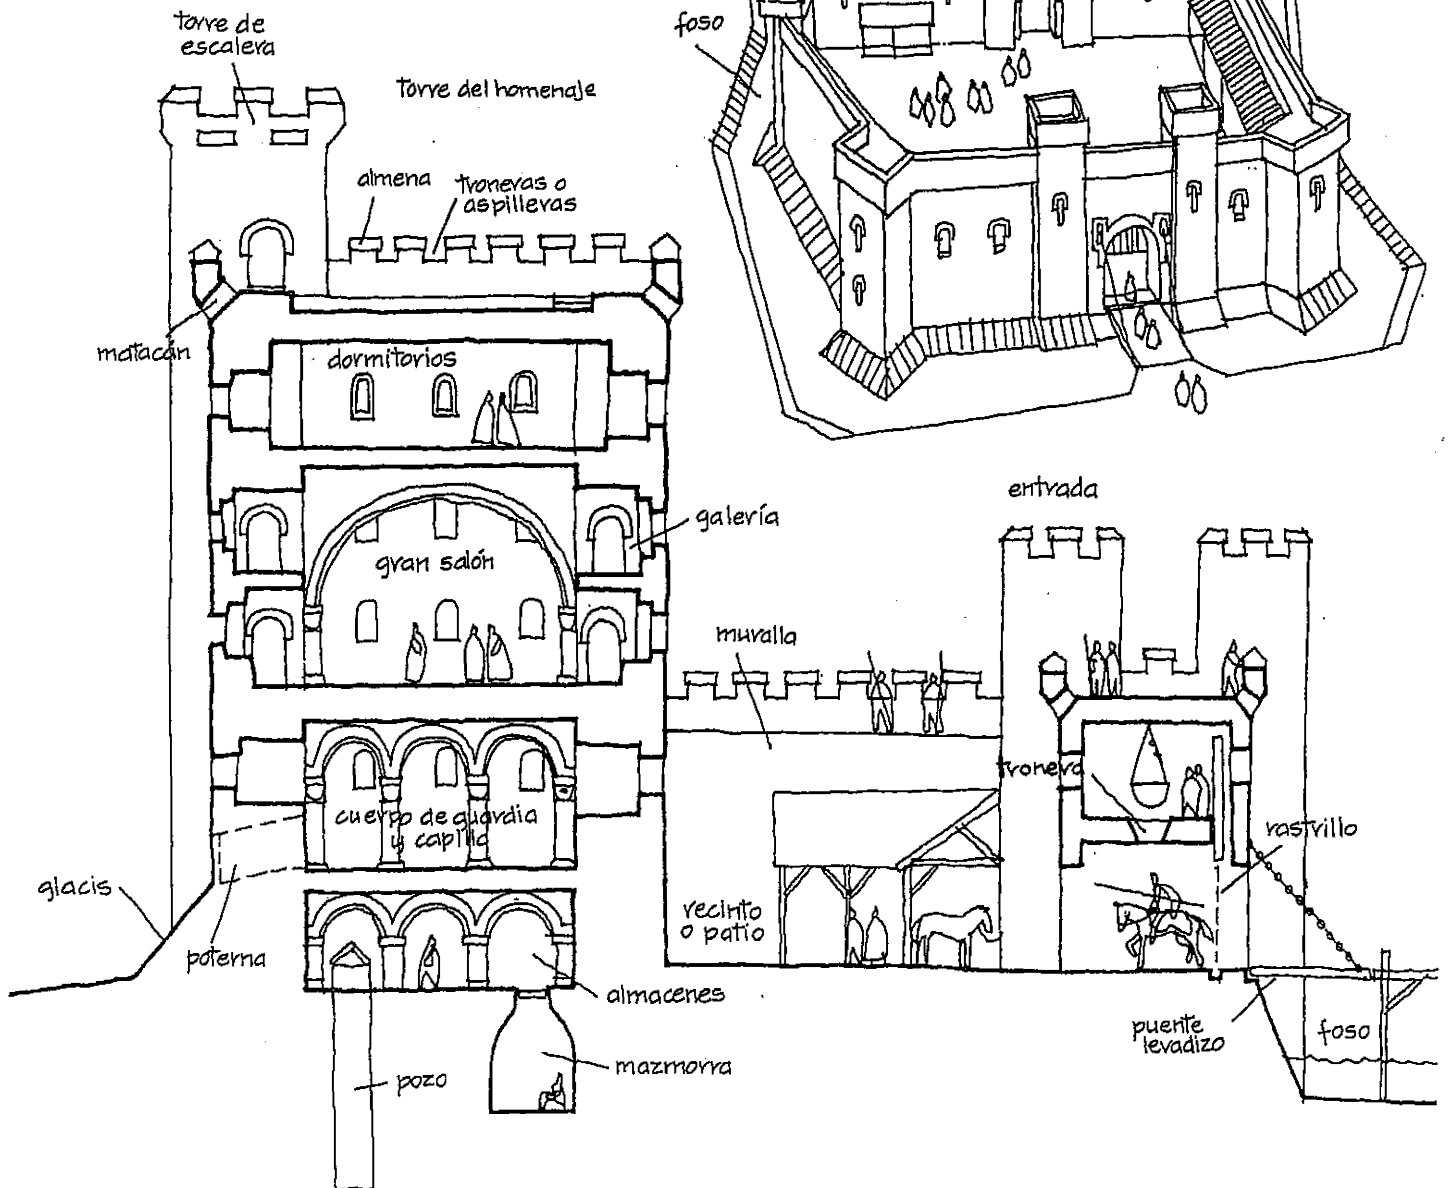 torre de
escalera
foso
torre del homenaje
almena
troneras o
aspilleras
matacán
dormitorios
entrada
galería
gran salón
muralla
tronera
cuerpo de guardia
y capilla
rastrillo
glacis
recinto
o patio
poterna
almacenes
puente
levadizo
foso
mazmorra
pozo